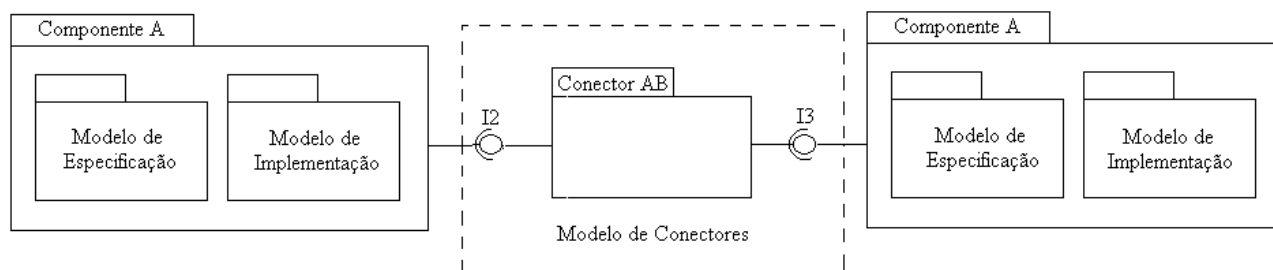 Componente A
Modelo de
Especificação
Modelo de
Implementação
I2
Conector AB
I3
Modelo de Conectores
Componente A
Modelo de
Especificação
Modelo de
Implementação